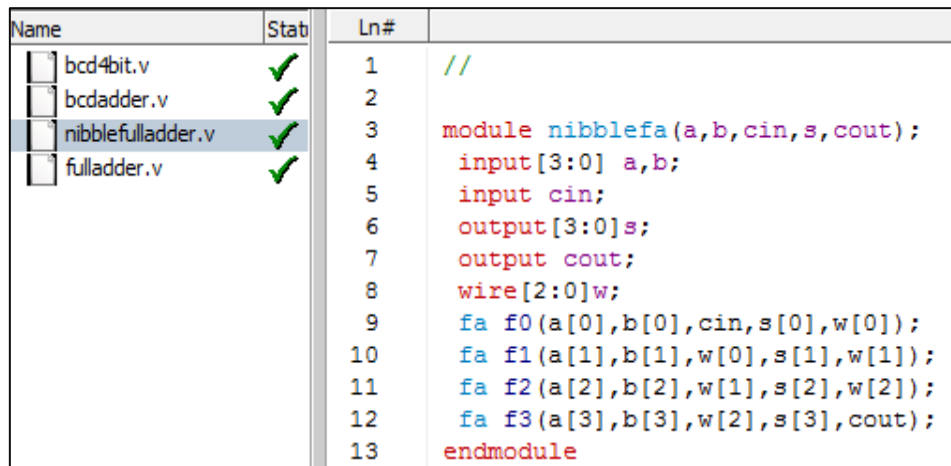 Name Statu
bcd4bit.v
bcdadder.v
nibblefulladder.v
fulladder.v
Ln#
1 //
2
3 module nibblefa(a,b,cin,s,cout);
4 input[3:0] a,b;
5 input cin;
6 output[3:0]s;
7 output cout;
8 wire[2:0]w;
9 fa f0(a[0],b[0],cin,s[0],w[0]);
10 fa f1(a[1],b[1],w[0],s[1],w[1]);
11 fa f2(a[2],b[2],w[1],s[2],w[2]);
12 fa f3(a[3],b[3],w[2],s[3],cout);
13 endmodule